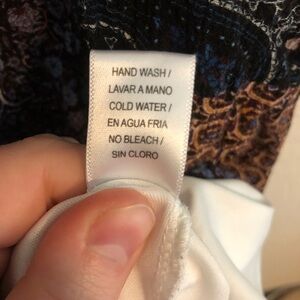 HAND WASH /
LAVAR A MANO
COLD WATER /
EN AGUA FRIA
NO BLEACH /
SIN CLORO